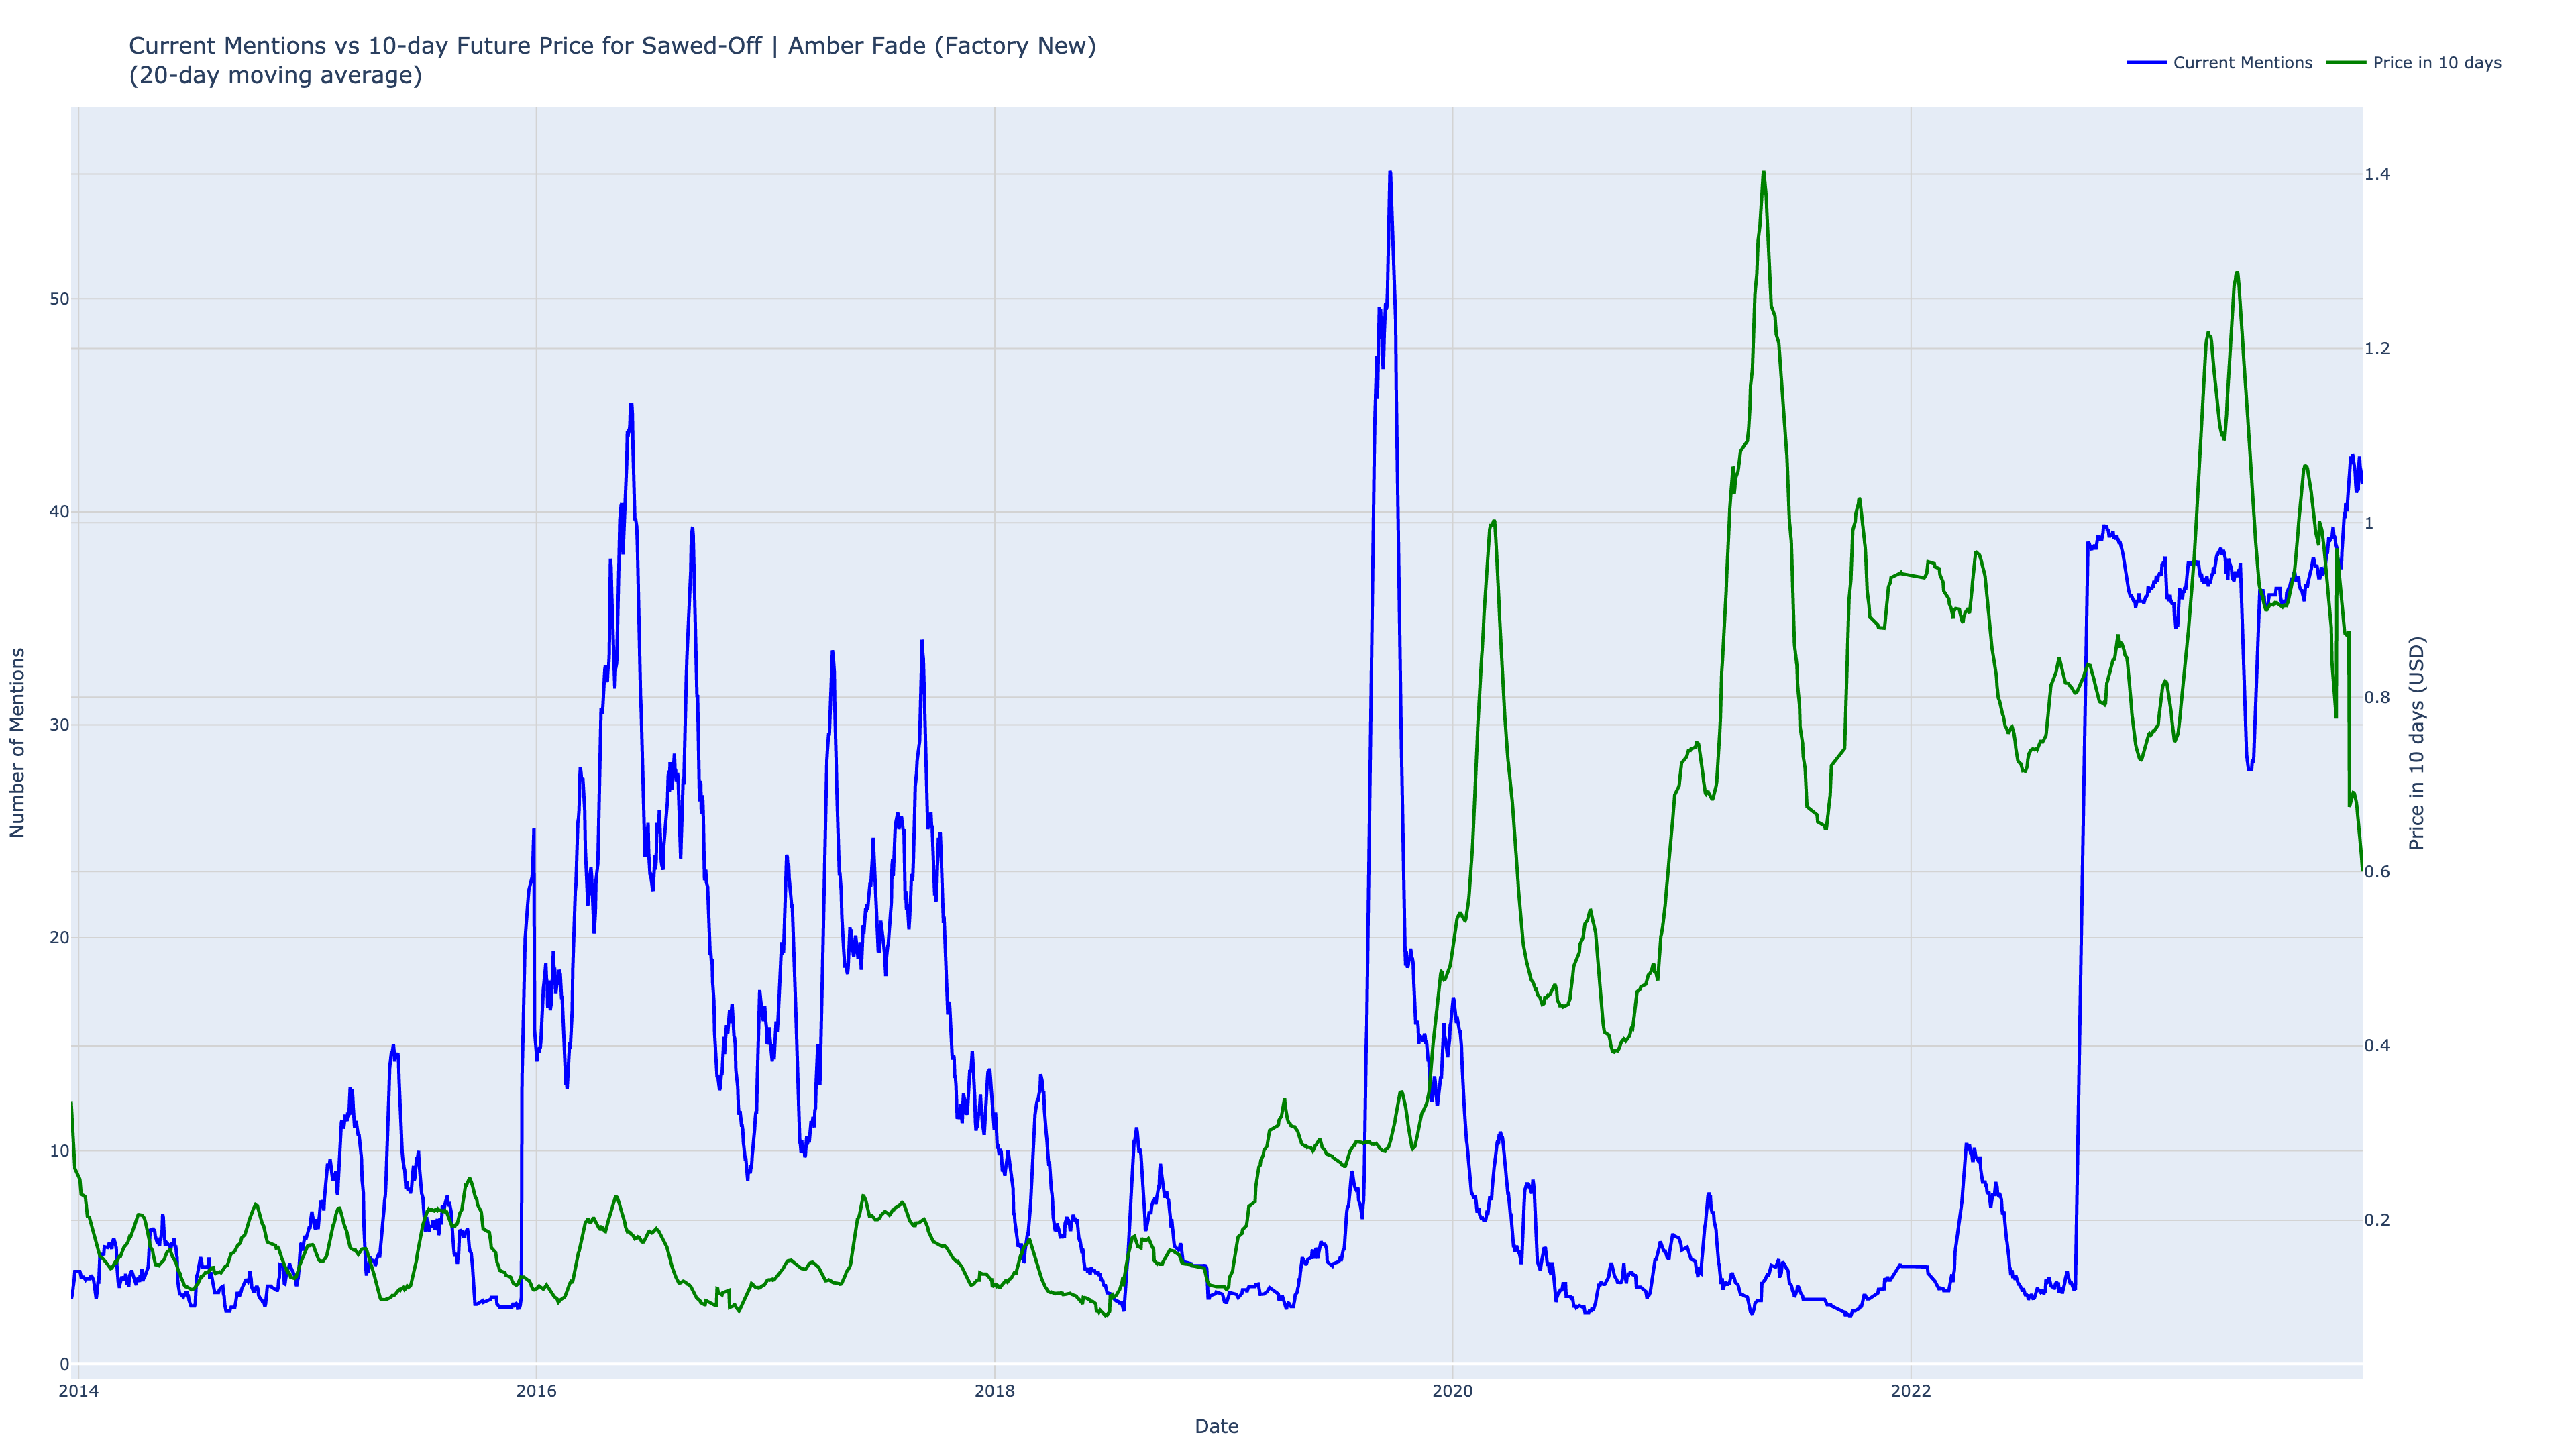 Current Mentions vs 10-day Future Price for Sawed-Off | Amber Fade (Factory New)
(20-day moving average)
Current Mentions
Price in 10 days
50
40
30
20
10
0
Number of Mentions
1.4
1.2
1
0.8
0.6
0.4
0.2
Price in 10 days (USD)
2014
2016
2018
2020
2022
Date